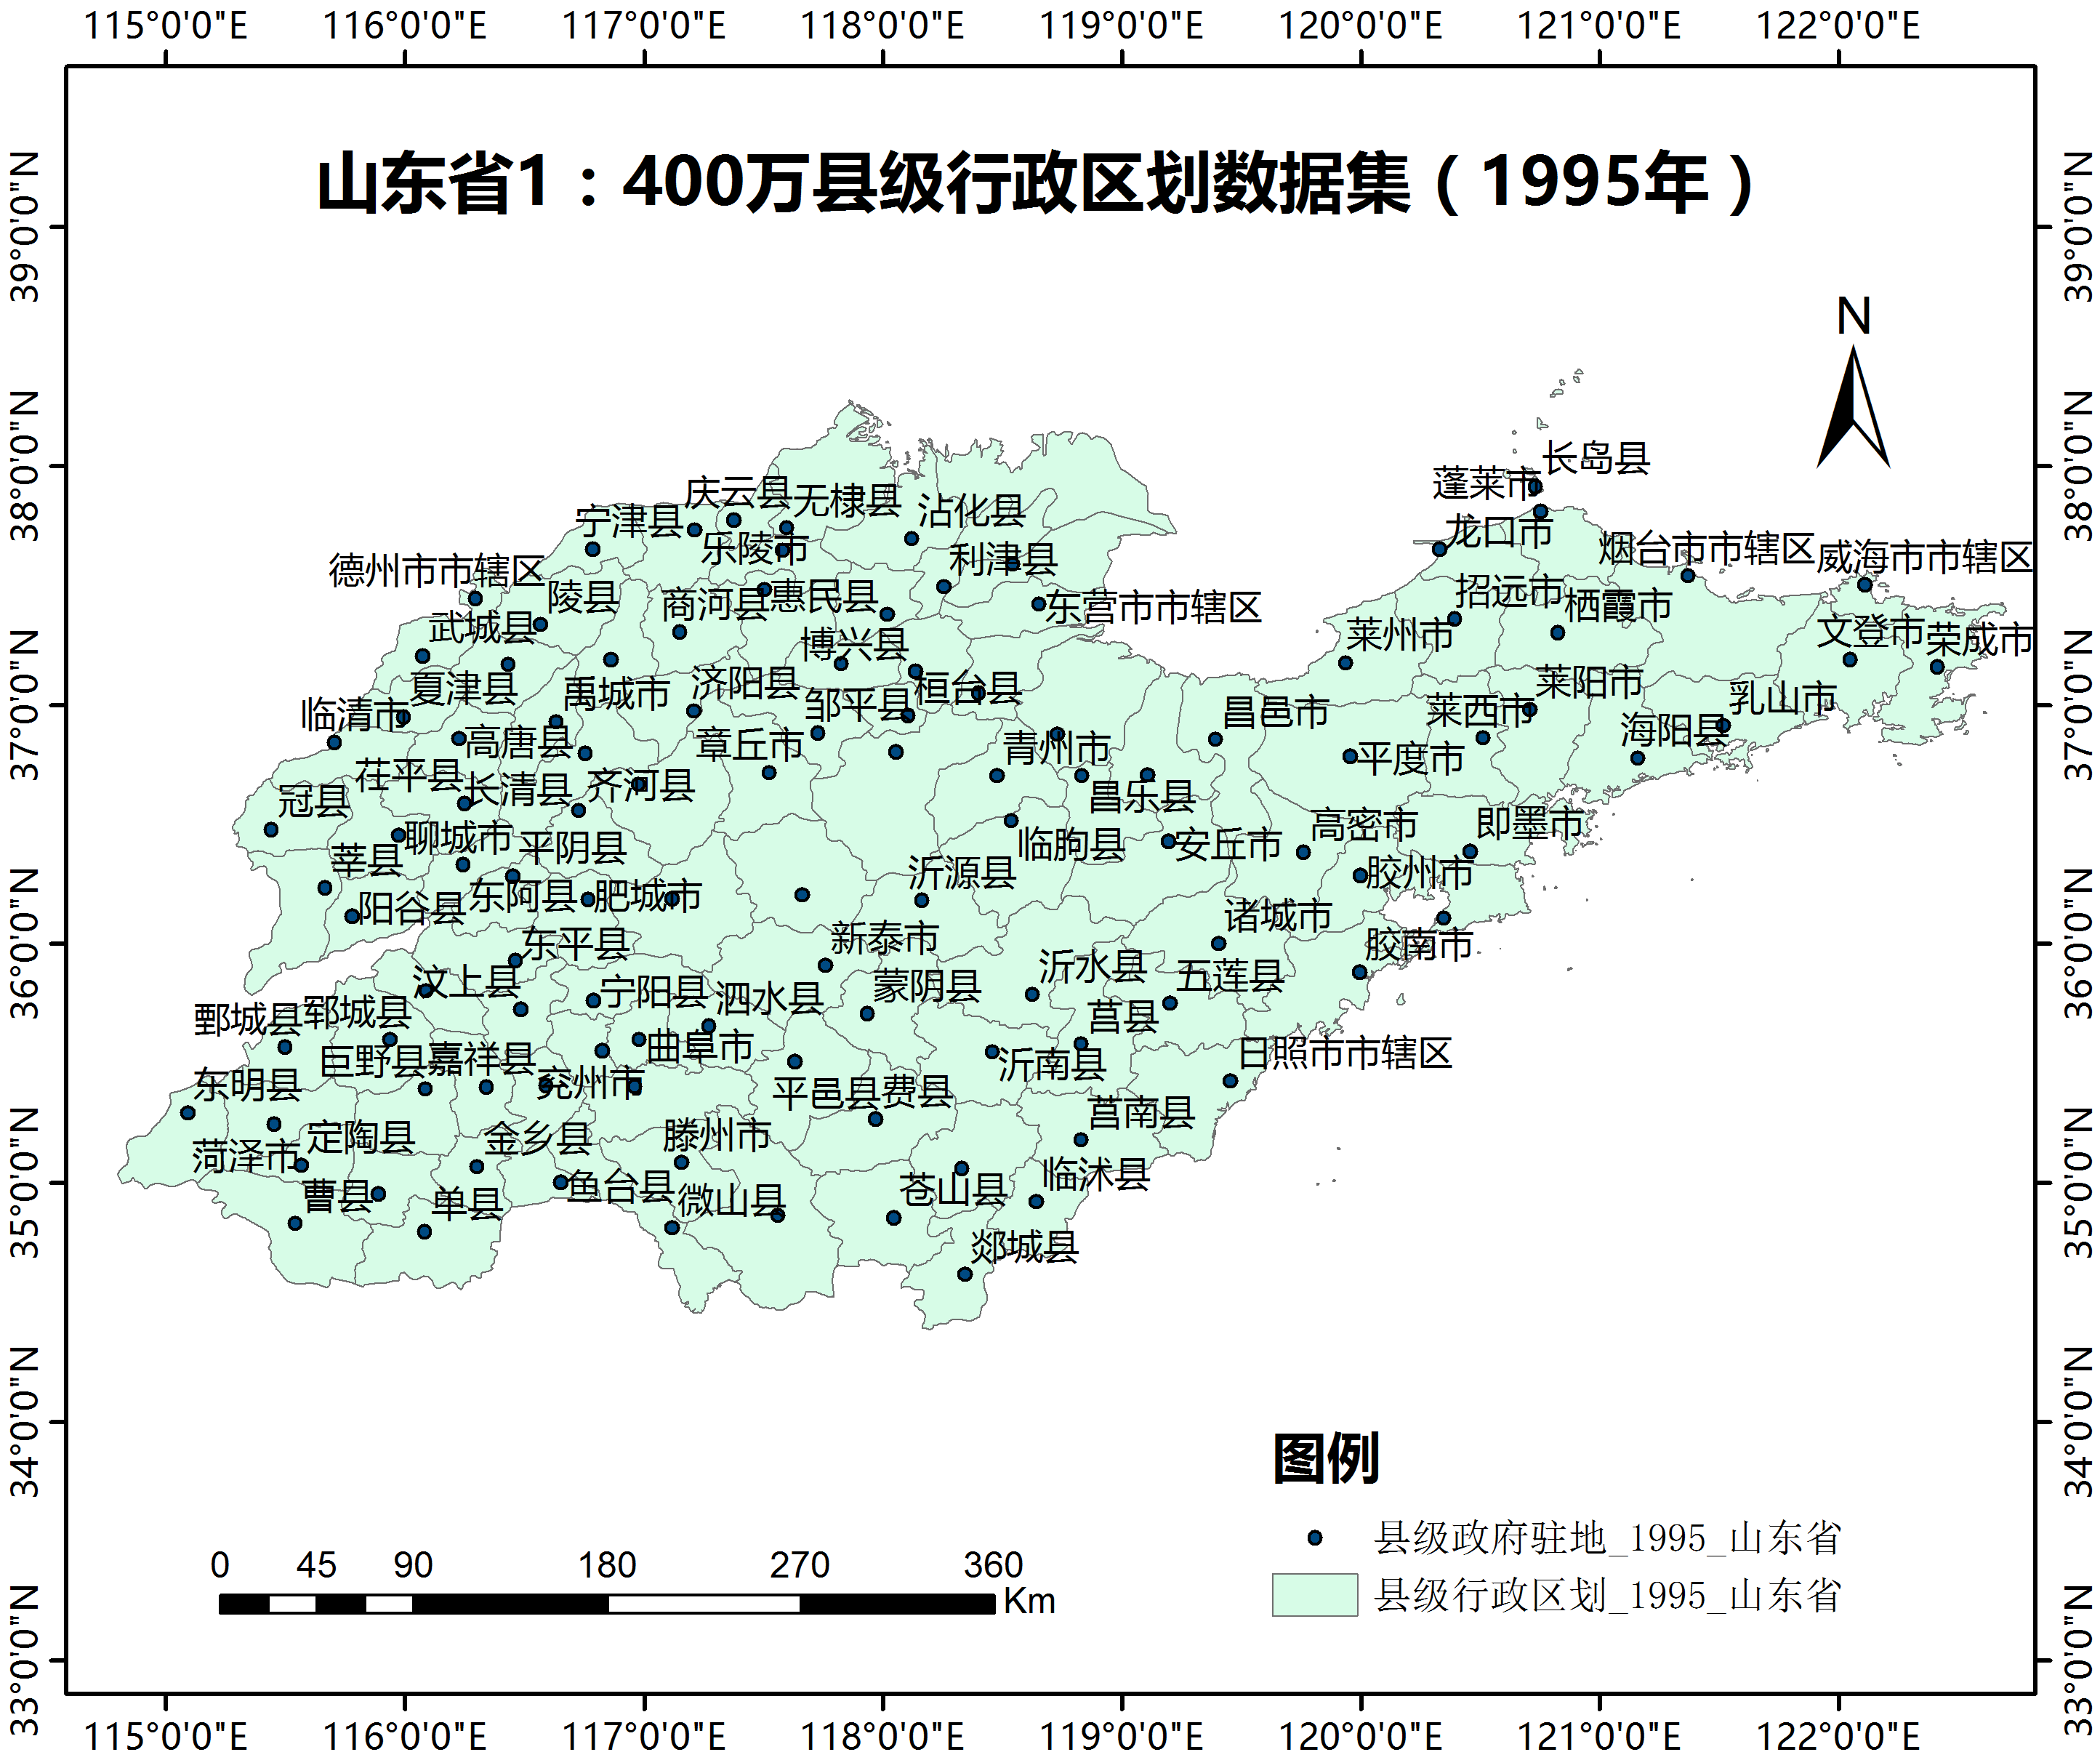 115°0'0"E 116°0'0"E 117°0'0"E 118°0'0"E 119°0'0"E 120°0'0"E 121°0'0"E 122°0'0"E
山东省1：400万县级行政区划数据集（1995年）
39°0'0"N
38°0'0"N
37°0'0"N
36°0'0"N
35°0'0"N
34°0'0"N
33°0'0"N
39°0'0"N
38°0'0"N
37°0'0"N
36°0'0"N
35°0'0"N
34°0'0"N
33°0'0"N
N
长岛县
蓬莱市
庆云县
无棣县
沾化县
宁津县
龙口市
乐陵市
利津县
烟台市市辖区
威海市市辖区
德州市市辖区
陵县
商河县
惠民县
东营市市辖区
招远市
栖霞市
武城县
博兴县
莱州市
文登市
荣成市
夏津县
禹城市
济阳县
桓台县
莱阳市
乳山市
临清市
邹平县
昌邑市
莱西市
海阳县
高唐县
章丘市
青州市
平度市
茌平县
长清县
齐河县
昌乐县
冠县
聊城市
平阴县
临朐县
安丘市
高密市
即墨市
莘县
沂源县
胶州市
阳谷县
东阿县
肥城市
诸城市
东平县
新泰市
胶南市
汶上县
宁阳县
泗水县
蒙阴县
沂水县
五莲县
鄄城县
郓城县
莒县
巨野县
嘉祥县
曲阜市
沂南县
日照市市辖区
东明县
兖州市
平邑县
费县
莒南县
菏泽市
定陶县
金乡县
滕州市
曹县
单县
鱼台县
微山县
苍山县
临沭县
郯城县
图例
县级政府驻地_1995_山东省
县级行政区划_1995_山东省
0 45 90 180 270 360
Km
115°0'0"E 116°0'0"E 117°0'0"E 118°0'0"E 119°0'0"E 120°0'0"E 121°0'0"E 122°0'0"E